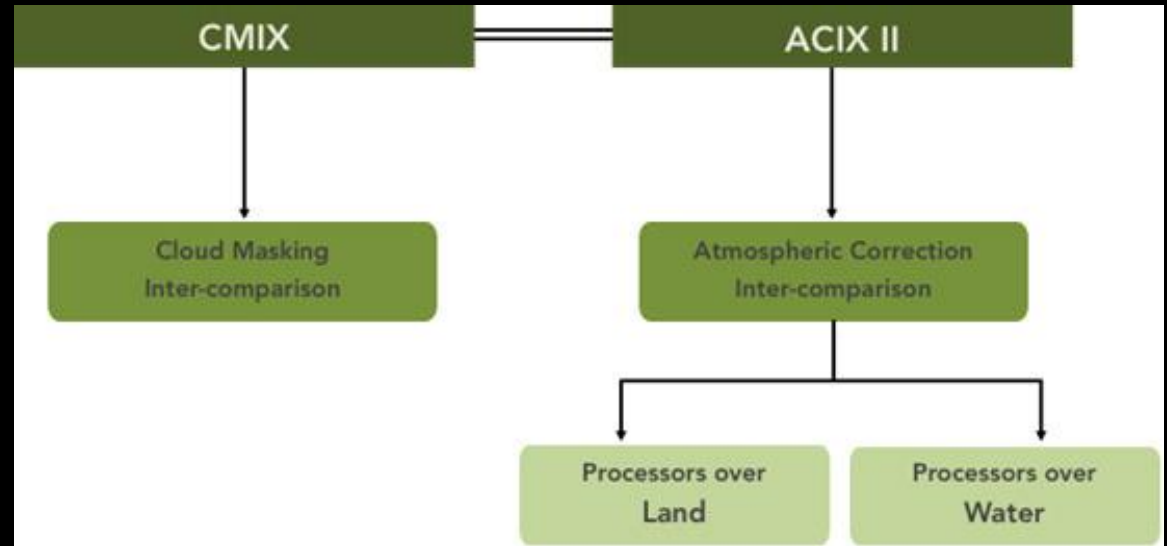 CMIX
ACIX II
Cloud Masking
Inter-comparison
Atmospheric Correction
Inter-comparison
Processors over
Land
Processors over
Water